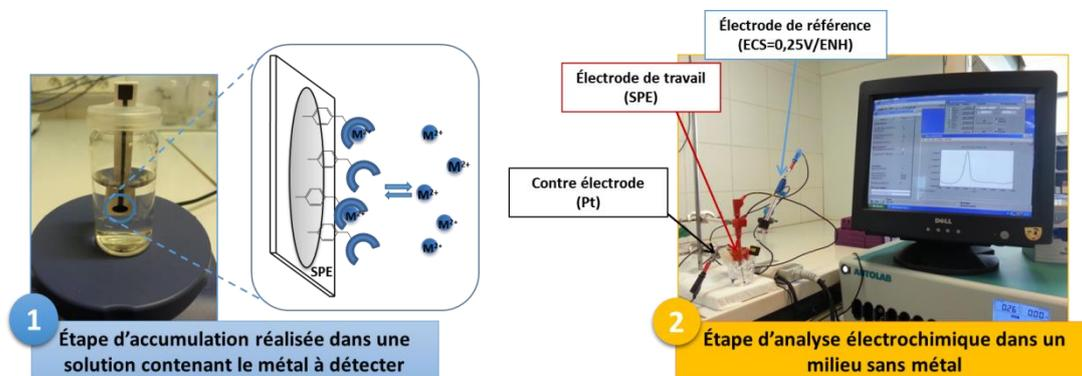 Électrode de référence
(ECS=0,25V/ENH)
Électrode de travail
(SPE)
Contre électrode
(Pt)
M²⁺
M²⁺
M²⁺
M²⁺
M²⁺
M²⁺
M²⁺
SPE
DELL
AUTOLAB
1
Étape d’accumulation réalisée dans une
solution contenant le métal à détecter
2
Étape d’analyse électrochimique dans un
milieu sans métal